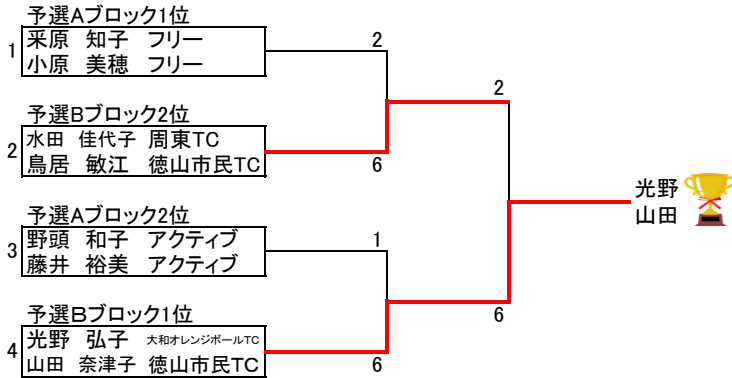 予選Aブロック1位
1 采原 知子 フリー
小原 美穂 フリー
2
予選Bブロック2位
2 水田 佳代子 周東TC
鳥居 敏江 徳山市民TC
6
2
予選Aブロック2位
3 野頭 和子 アクティブ
藤井 裕美 アクティブ
1
予選Bブロック1位
4 光野 弘子 大和オレンジボールTC
山田 奈津子 徳山市民TC
6
6
光野
山田